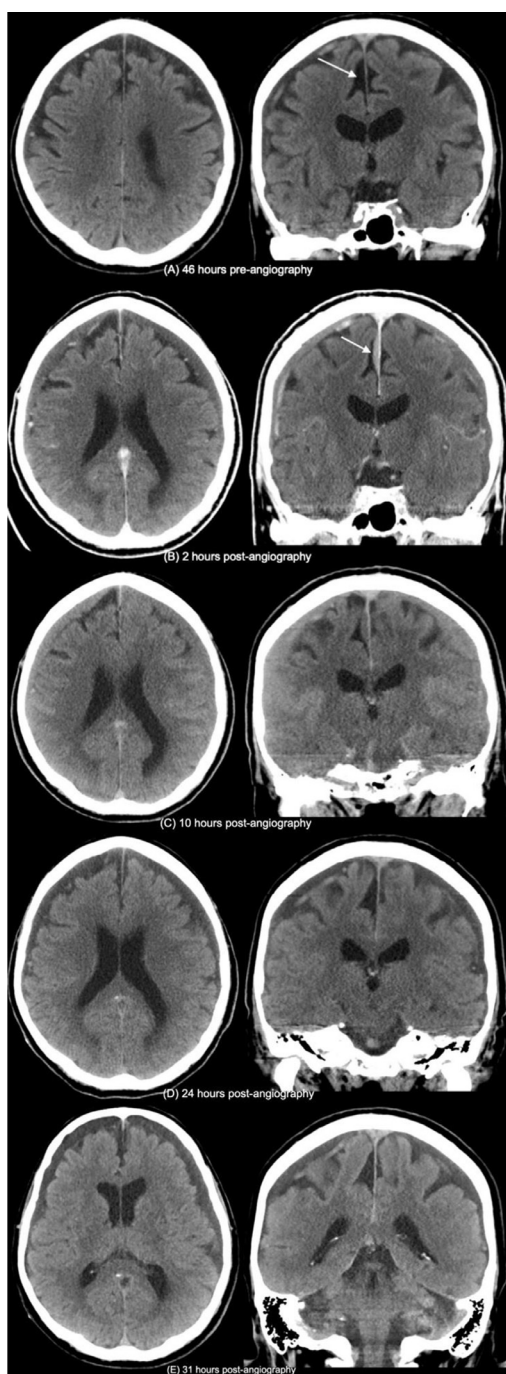 (A) 46 hours pre-angiography
(B) 2 hours post-angiography
(C) 10 hours post-angiography
(D) 24 hours post-angiography
(E) 31 hours post-angiography